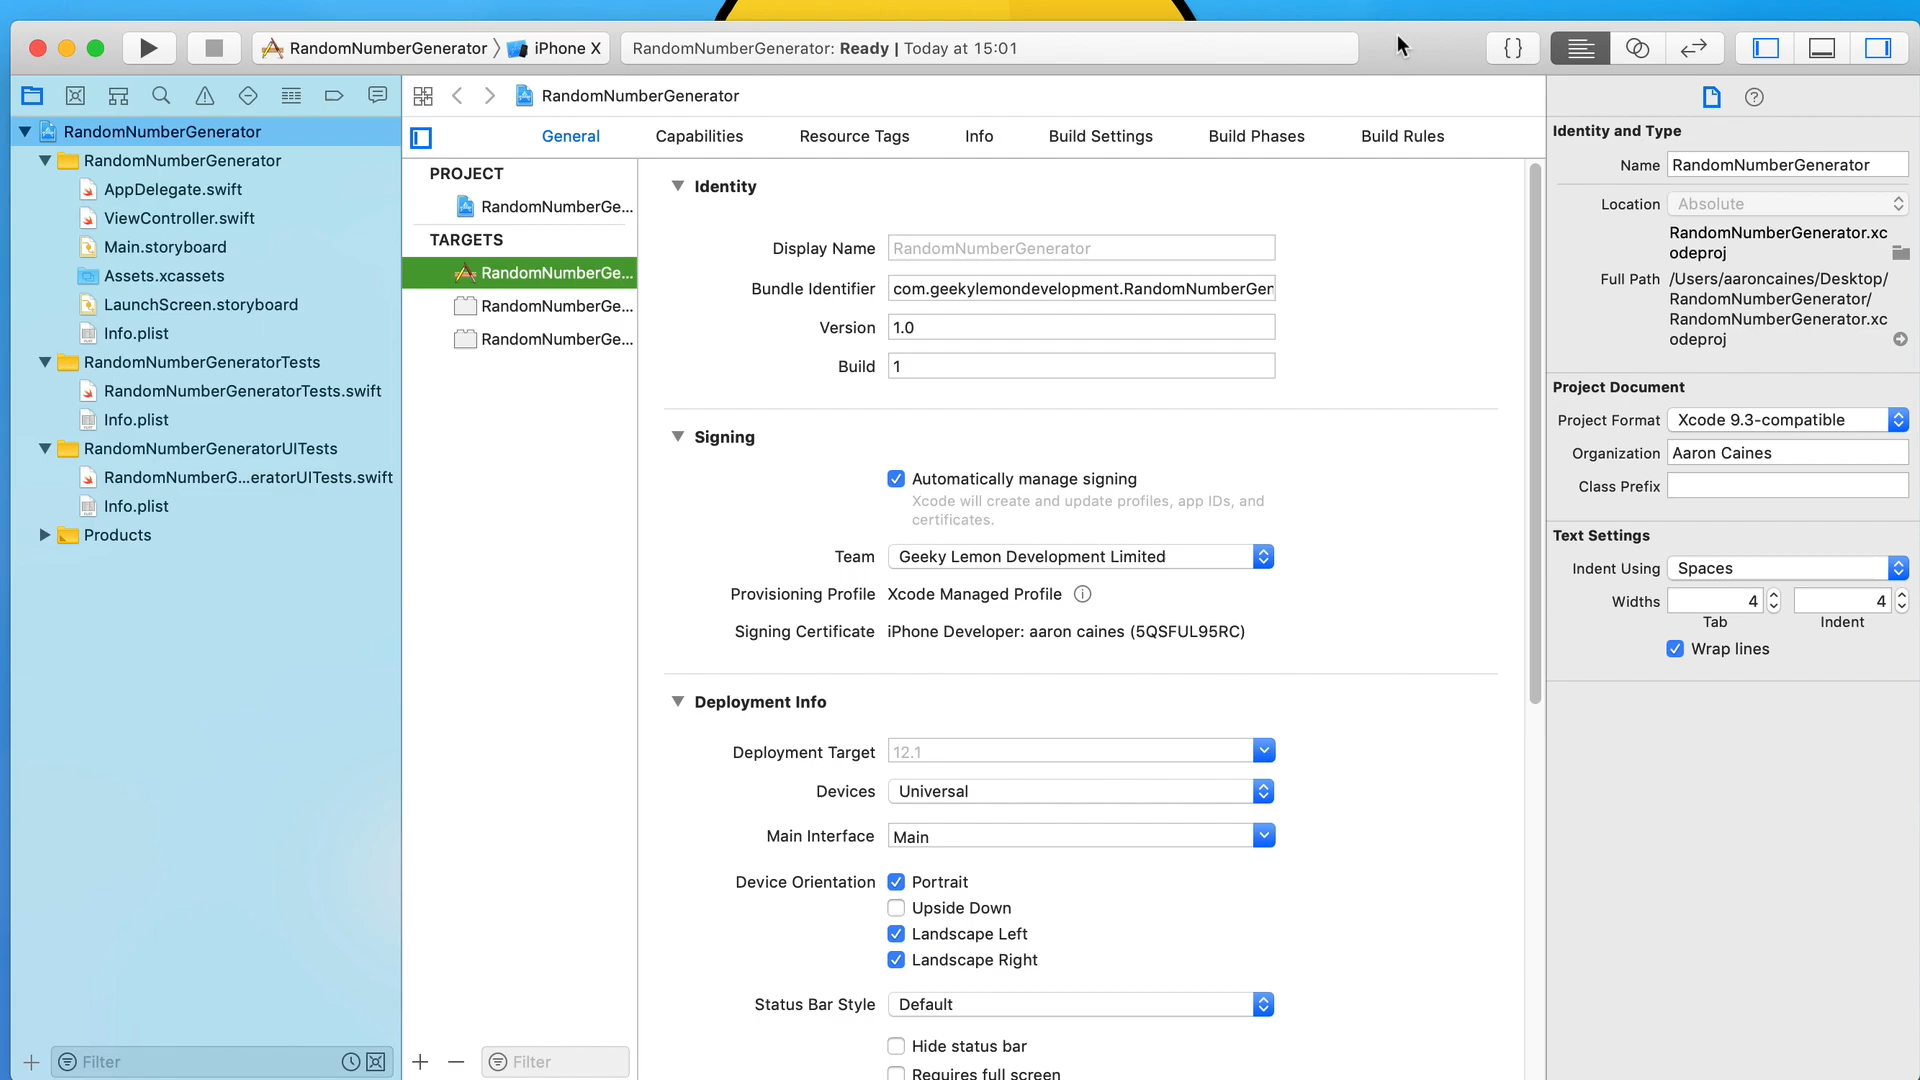 RandomNumberGenerator 〉 iPhone X
RandomNumberGenerator: Ready | Today at 15:01
{ }
RandomNumberGenerator
RandomNumberGenerator
AppDelegate.swift
ViewController.swift
Main.storyboard
Assets.xcassets
LaunchScreen.storyboard
Info.plist
RandomNumberGeneratorTests
RandomNumberGeneratorTests.swift
Info.plist
RandomNumberGeneratorUITests
RandomNumberG...eratorUITests.swift
Info.plist
Products
Filter
RandomNumberGenerator
General Capabilities Resource Tags Info Build Settings Build Phases Build Rules
PROJECT
RandomNumberGe...
TARGETS
RandomNumberGe...
RandomNumberGe...
RandomNumberGe...
Filter
Identity
Display Name RandomNumberGenerator
Bundle Identifier com.geekylemondevelopment.RandomNumberGer
Version 1.0
Build 1
Signing
Automatically manage signing
Xcode will create and update profiles, app IDs, and
certificates.
Team Geeky Lemon Development Limited
Provisioning Profile Xcode Managed Profile
Signing Certificate iPhone Developer: aaron caines (5QSFUL95RC)
Deployment Info
Deployment Target 12.1
Devices Universal
Main Interface Main
Device Orientation Portrait
Upside Down
Landscape Left
Landscape Right
Status Bar Style Default
Hide status bar
Requires full screen
Identity and Type
Name RandomNumberGenerator
Location Absolute
RandomNumberGenerator.xc
odeproj
Full Path /Users/aaroncaines/Desktop/
RandomNumberGenerator/
RandomNumberGenerator.xc
odeproj
Project Document
Project Format Xcode 9.3-compatible
Organization Aaron Caines
Class Prefix
Text Settings
Indent Using Spaces
Widths 4 4
Tab Indent
Wrap lines